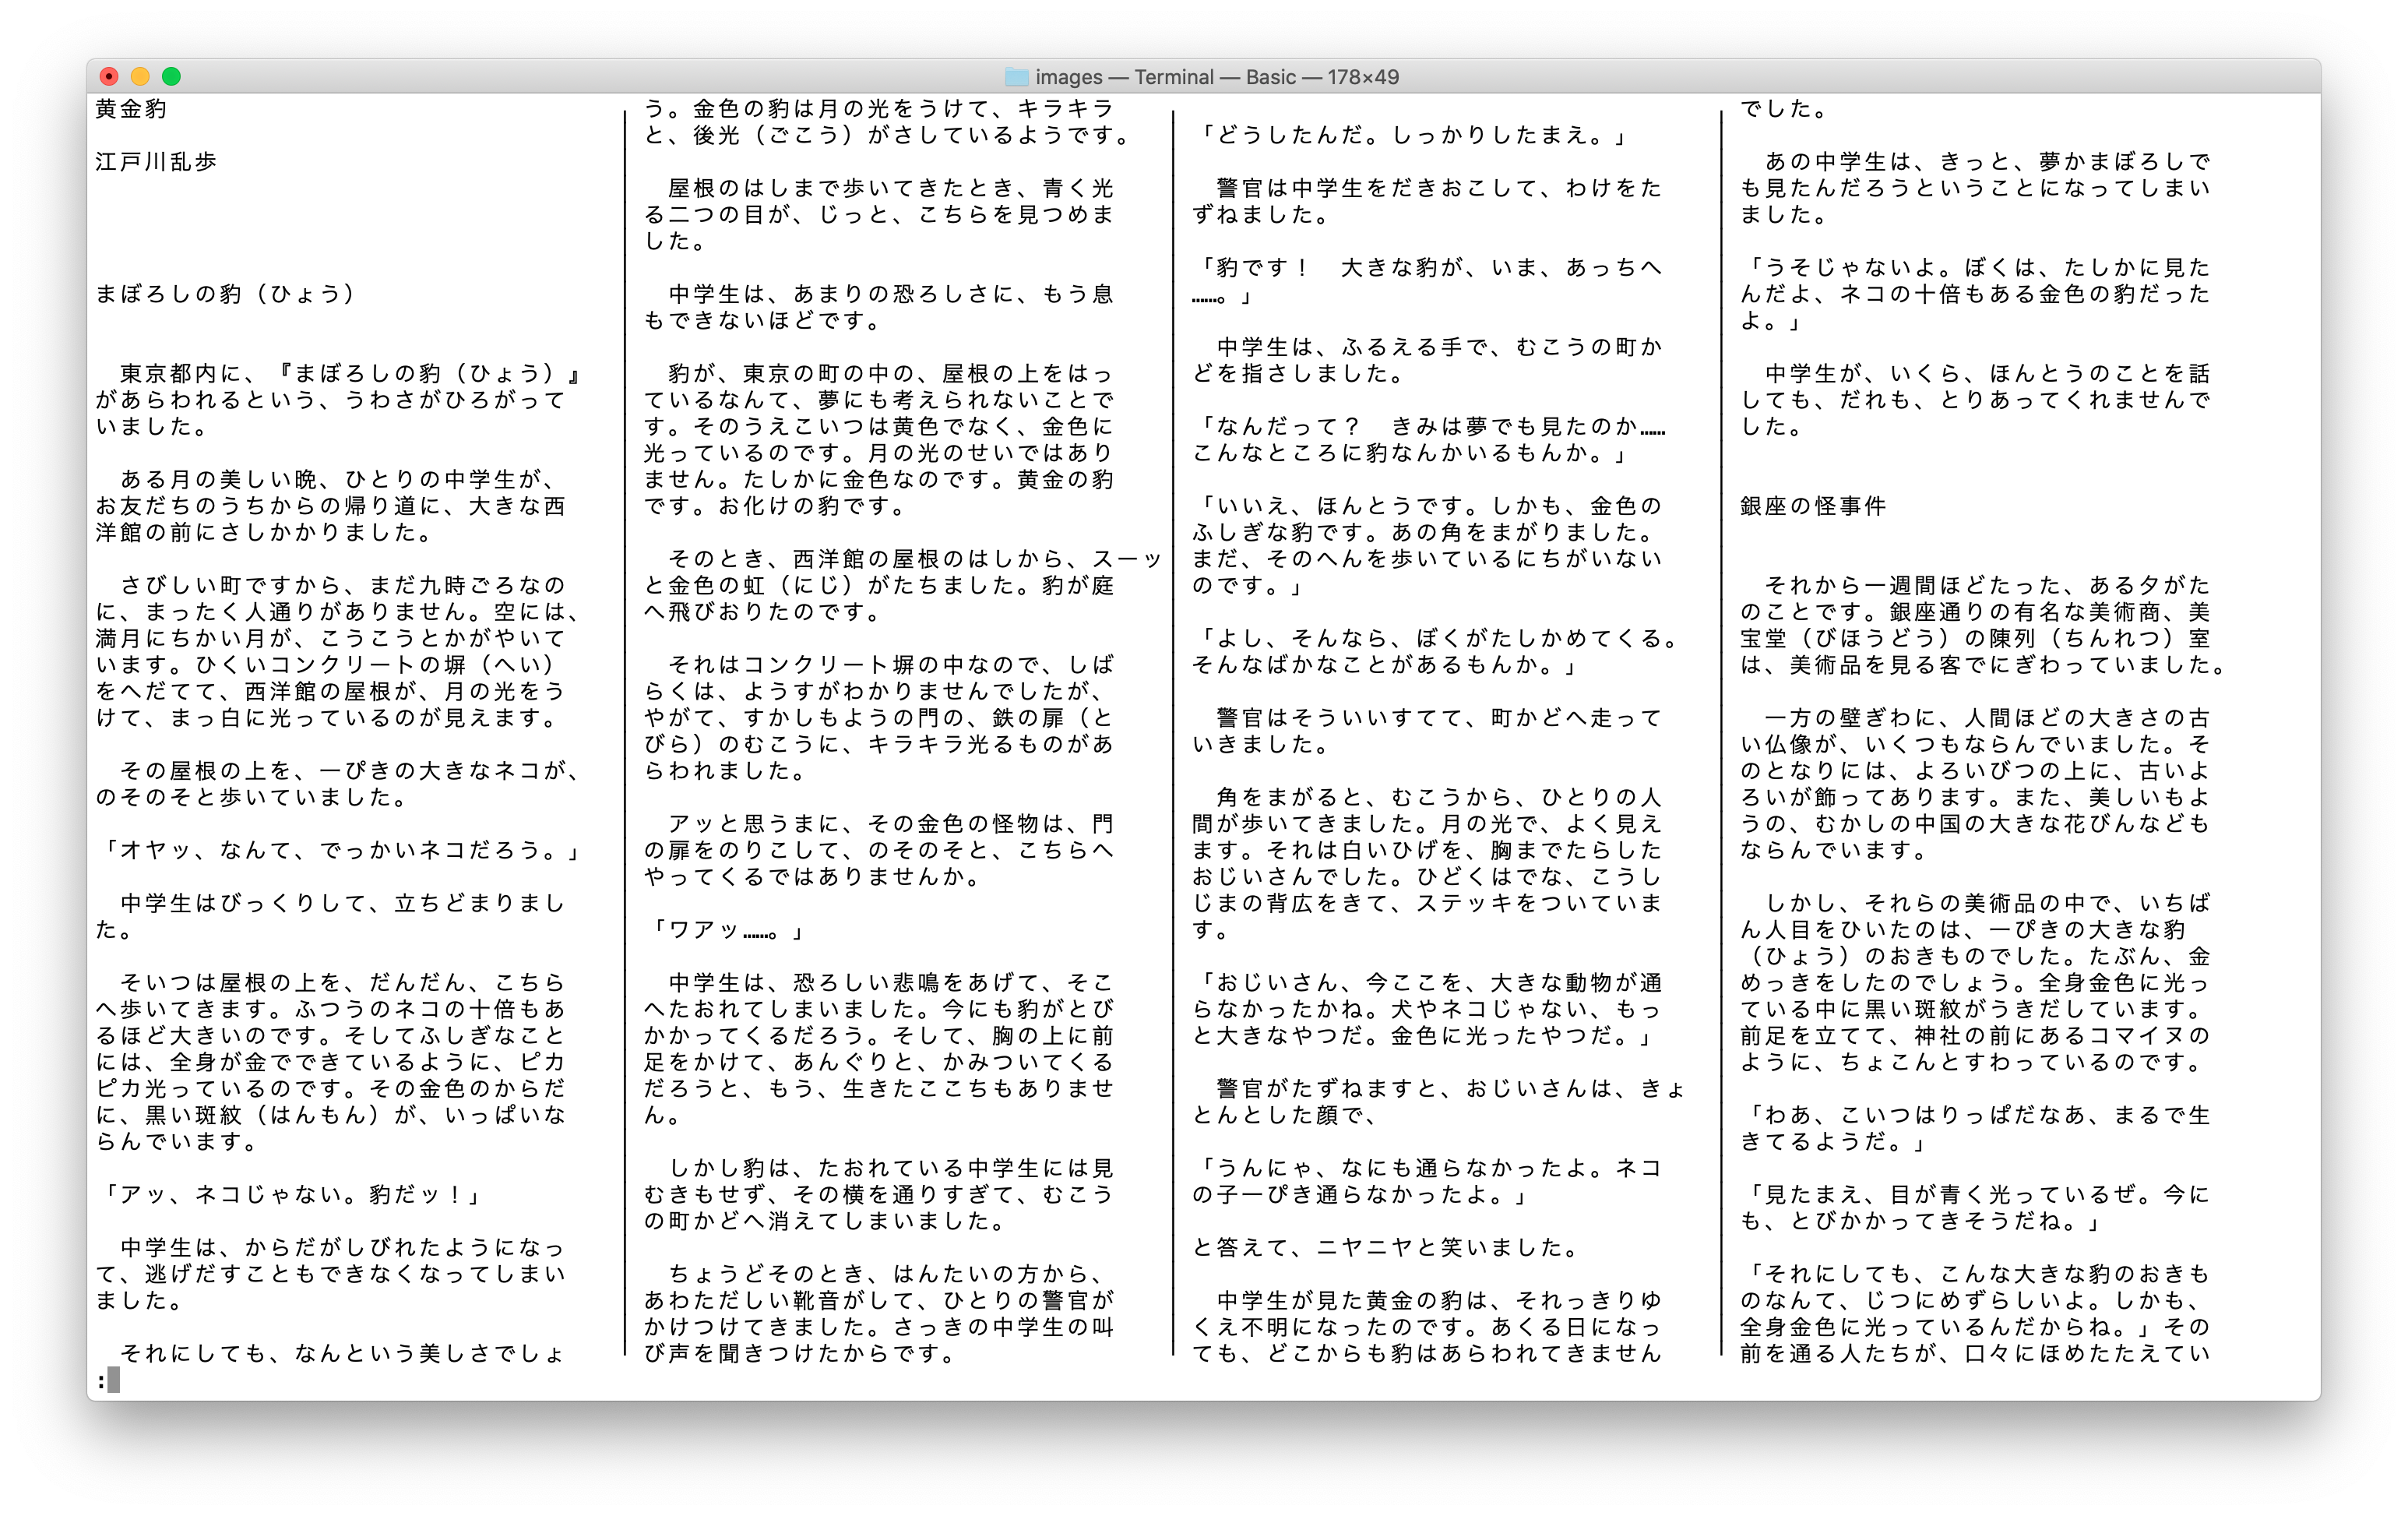 images — Terminal — Basic — 178×49
黄金豹
江戸川乱歩
まぼろしの豹（ひょう）
　東京都内に、『まぼろしの豹（ひょう）』
があらわれるという、うわさがひろがって
いました。
　ある月の美しい晩、ひとりの中学生が、
お友だちのうちからの帰り道に、大きな西
洋館の前にさしかかりました。
　さびしい町ですから、まだ九時ごろなの
に、まったく人通りがありません。空には、
満月にちかい月が、こうこうとかがやいて
います。ひくいコンクリートの塀（へい）
をへだてて、西洋館の屋根が、月の光をう
けて、まっ白に光っているのが見えます。
　その屋根の上を、一ぴきの大きなネコが、
のそのそと歩いていました。
「オヤッ、なんて、でっかいネコだろう。」
　中学生はびっくりして、立ちどまりまし
た。
　そいつは屋根の上を、だんだん、こちら
へ歩いてきます。ふつうのネコの十倍もあ
るほど大きいのです。そしてふしぎなこと
には、全身が金でできているように、ピカ
ピカ光っているのです。その金色のからだ
に、黒い斑紋（はんもん）が、いっぱいな
らんでいます。
「アッ、ネコじゃない。豹だッ！」
　中学生は、からだがしびれたようになっ
て、逃げだすこともできなくなってしまい
ました。
　それにしても、なんという美しさでしょ
う。金色の豹は月の光をうけて、キラキラ
と、後光（ごこう）がさしているようです。
　屋根のはしまで歩いてきたとき、青く光
る二つの目が、じっと、こちらを見つめま
した。
　中学生は、あまりの恐ろしさに、もう息
もできないほどです。
　豹が、東京の町の中の、屋根の上をはっ
ているなんて、夢にも考えられないことで
す。そのうえこいつは黄色でなく、金色に
光っているのです。月の光のせいではあり
ません。たしかに金色なのです。黄金の豹
です。お化けの豹です。
　そのとき、西洋館の屋根のはしから、スーッ
と金色の虹（にじ）がたちました。豹が庭
へ飛びおりたのです。
　それはコンクリート塀の中なので、しば
らくは、ようすがわかりませんでしたが、
やがて、すかしもようの門の、鉄の扉（と
びら）のむこうに、キラキラ光るものがあ
らわれました。
　アッと思うまに、その金色の怪物は、門
の扉をのりこして、のそのそと、こちらへ
やってくるではありませんか。
「ワアッ……。」
　中学生は、恐ろしい悲鳴をあげて、そこ
へたおれてしまいました。今にも豹がとび
かかってくるだろう。そして、胸の上に前
足をかけて、あんぐりと、かみついてくる
だろうと、もう、生きたここちもありませ
ん。
　しかし豹は、たおれている中学生には見
むきもせず、その横を通りすぎて、むこう
の町かどへ消えてしまいました。
　ちょうどそのとき、はんたいの方から、
あわただしい靴音がして、ひとりの警官が
かけつけてきました。さっきの中学生の叫
び声を聞きつけたからです。
「どうしたんだ。しっかりしたまえ。」
　警官は中学生をだきおこして、わけをた
ずねました。
「豹です！　大きな豹が、いま、あっちへ
……。」
　中学生は、ふるえる手で、むこうの町か
どを指さしました。
「なんだって？　きみは夢でも見たのか……
こんなところに豹なんかいるもんか。」
「いいえ、ほんとうです。しかも、金色の
ふしぎな豹です。あの角をまがりました。
まだ、そのへんを歩いているにちがいない
のです。」
「よし、そんなら、ぼくがたしかめてくる。
そんなばかなことがあるもんか。」
　警官はそういいすてて、町かどへ走って
いきました。
　角をまがると、むこうから、ひとりの人
間が歩いてきました。月の光で、よく見え
ます。それは白いひげを、胸までたらした
おじいさんでした。ひどくはでな、こうし
じまの背広をきて、ステッキをついていま
す。
「おじいさん、今ここを、大きな動物が通
らなかったかね。犬やネコじゃない、もっ
と大きなやつだ。金色に光ったやつだ。」
　警官がたずねますと、おじいさんは、きょ
とんとした顔で、
「うんにゃ、なにも通らなかったよ。ネコ
の子一ぴき通らなかったよ。」
と答えて、ニヤニヤと笑いました。
　中学生が見た黄金の豹は、それっきりゆ
くえ不明になったのです。あくる日になっ
ても、どこからも豹はあらわれてきません
でした。
　あの中学生は、きっと、夢かまぼろしで
も見たんだろうということになってしまい
ました。
「うそじゃないよ。ぼくは、たしかに見た
んだよ、ネコの十倍もある金色の豹だった
よ。」
　中学生が、いくら、ほんとうのことを話
しても、だれも、とりあってくれませんで
した。
銀座の怪事件
　それから一週間ほどたった、ある夕がた
のことです。銀座通りの有名な美術商、美
宝堂（びほうどう）の陳列（ちんれつ）室
は、美術品を見る客でにぎわっていました。
　一方の壁ぎわに、人間ほどの大きさの古
い仏像が、いくつもならんでいました。そ
のとなりには、よろいびつの上に、古いよ
ろいが飾ってあります。また、美しいもよ
うの、むかしの中国の大きな花びんなども
ならんでいます。
　しかし、それらの美術品の中で、いちば
ん人目をひいたのは、一ぴきの大きな豹
（ひょう）のおきものでした。たぶん、金
めっきをしたのでしょう。全身金色に光っ
ている中に黒い斑紋がうきだしています。
前足を立てて、神社の前にあるコマイヌの
ように、ちょこんとすわっているのです。
「わあ、こいつはりっぱだなあ、まるで生
きてるようだ。」
「見たまえ、目が青く光っているぜ。今に
も、とびかかってきそうだね。」
「それにしても、こんな大きな豹のおきも
のなんて、じつにめずらしいよ。しかも、
全身金色に光っているんだからね。」その
前を通る人たちが、口々にほめたたえてい
: